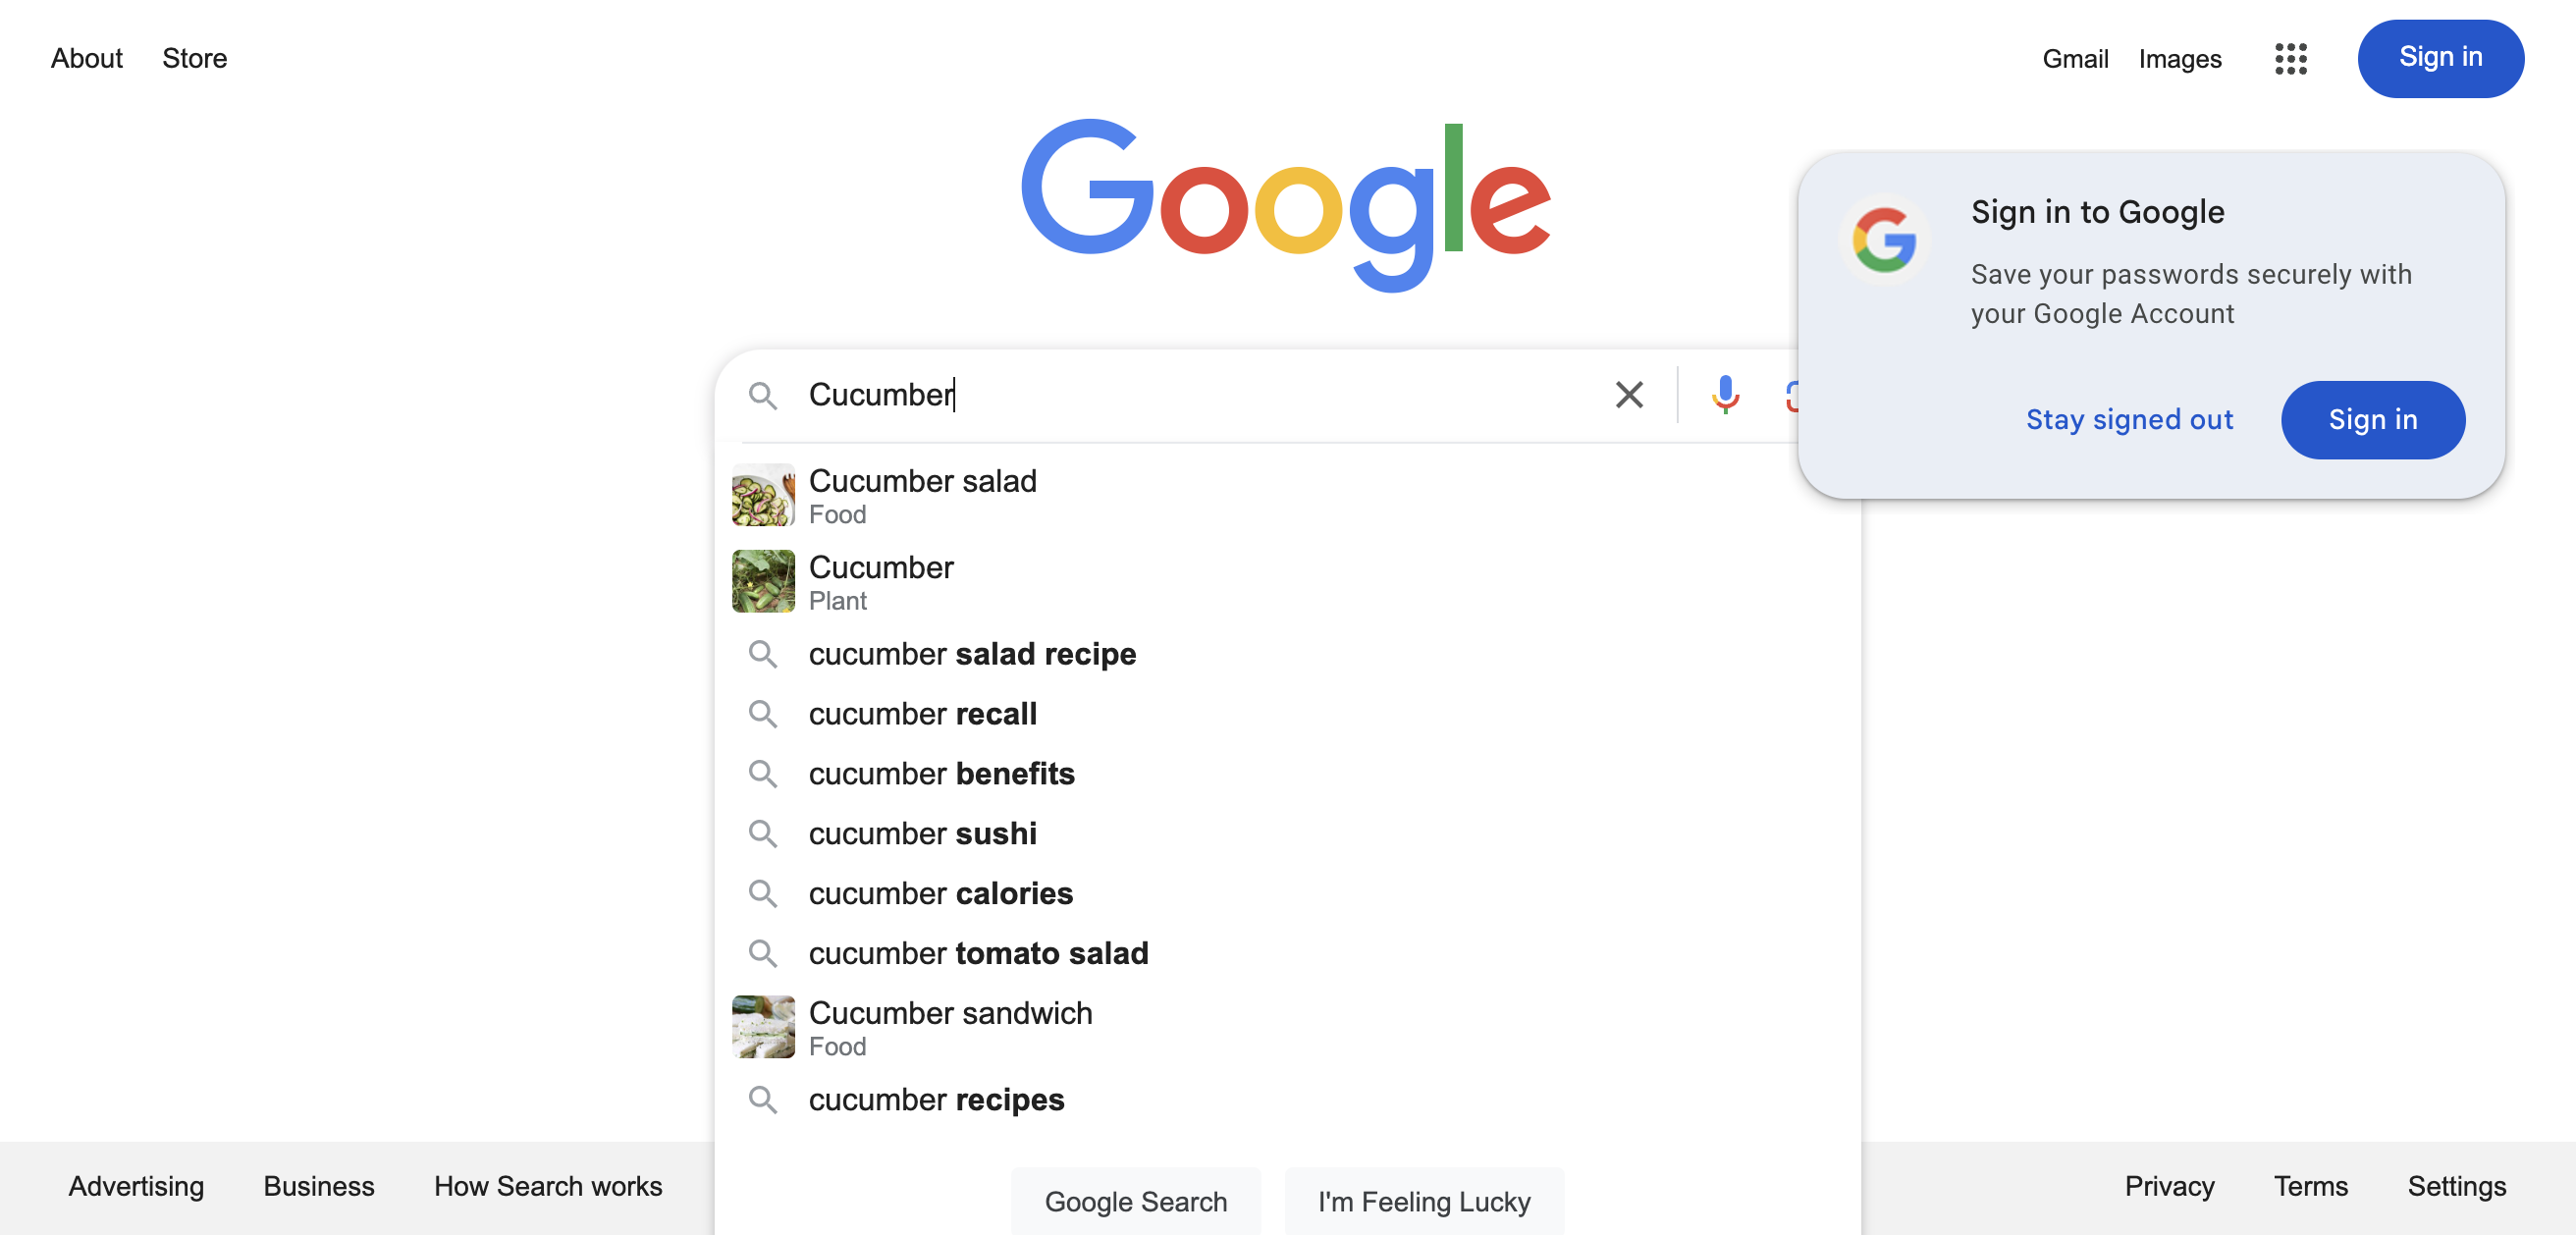 About
Store
Gmail
Images
Sign in
Google
Sign in to Google
Save your passwords securely with
your Google Account
Stay signed out
Sign in
Cucumber
Cucumber salad
Food
Cucumber
Plant
cucumber salad recipe
cucumber recall
cucumber benefits
cucumber sushi
cucumber calories
cucumber tomato salad
Cucumber sandwich
Food
cucumber recipes
Google Search
I'm Feeling Lucky
Advertising
Business
How Search works
Privacy
Terms
Settings